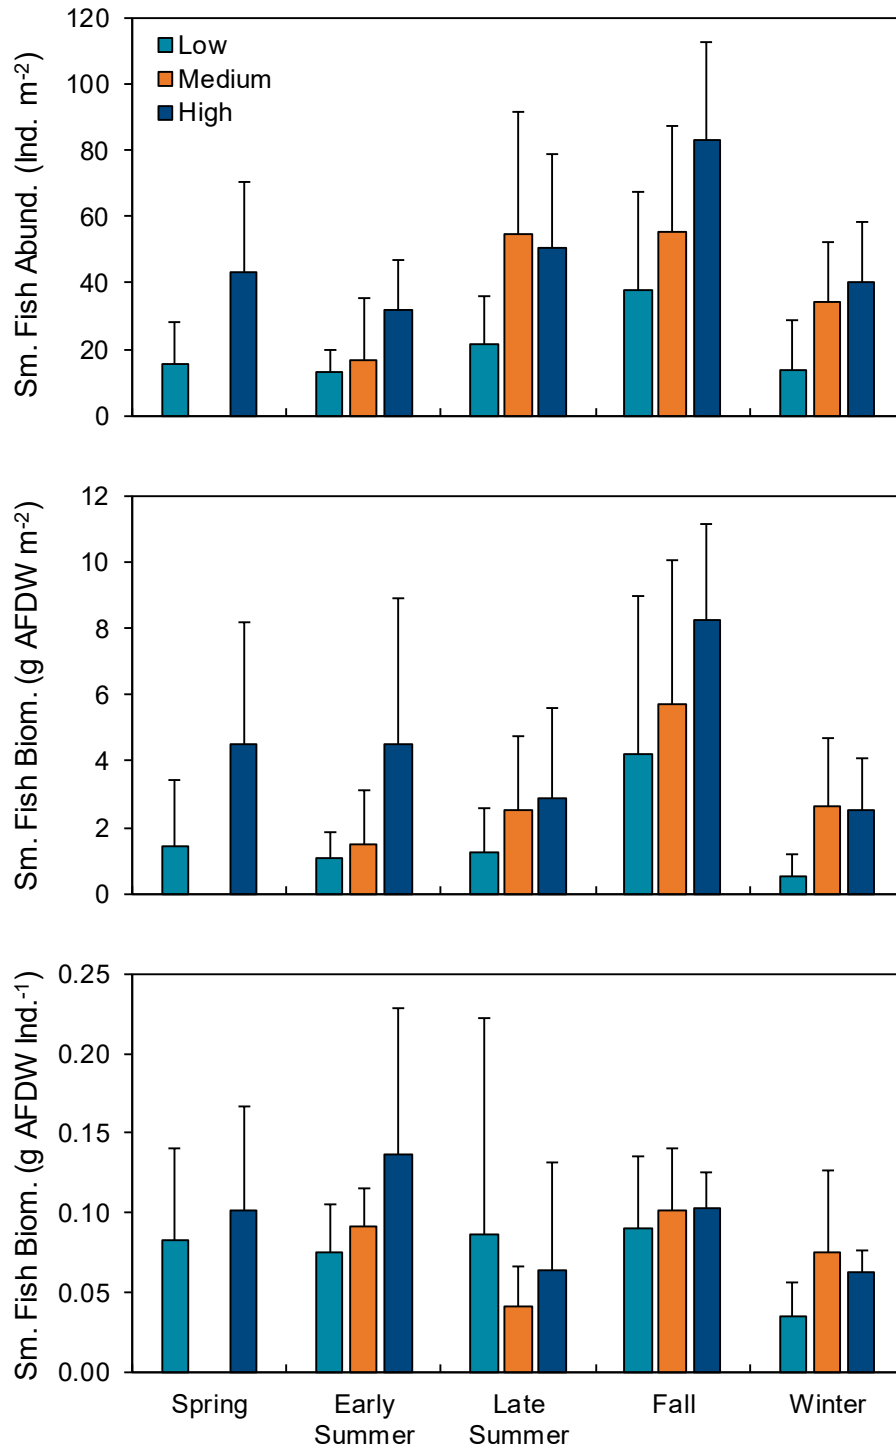 Sm. Fish Abund. (Ind. m-2)
120
100
80
60
40
20
0
Low
Medium
High
Sm. Fish Biom. (g AFDW m-2)
12
10
8
6
4
2
0
Sm. Fish Biom. (g AFDW Ind.-1)
0.25
0.20
0.15
0.10
0.05
0.00
Spring
Early
Summer
Late
Summer
Fall
Winter